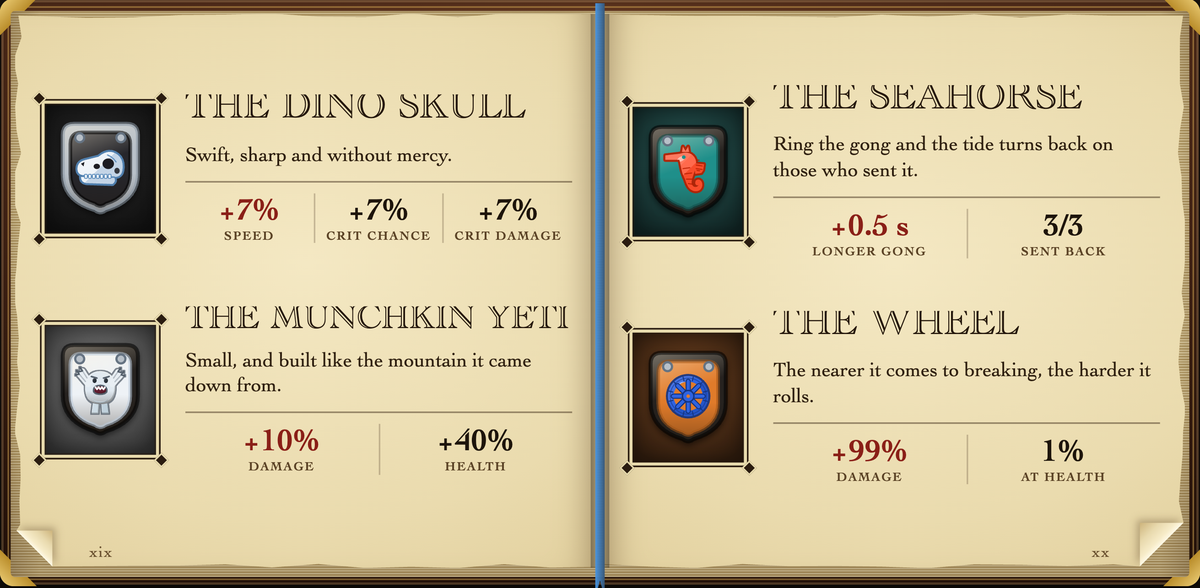 THE DINO SKULL
Swift, sharp and without mercy.
+7% +7% +7%
SPEED CRIT CHANCE CRIT DAMAGE
THE MUNCHKIN YETI
Small, and built like the mountain it came
down from.
+10% +40%
DAMAGE HEALTH
xix
THE SEAHORSE
Ring the gong and the tide turns back on
those who sent it.
+0.5 s 3/3
LONGER GONG SENT BACK
THE WHEEL
The nearer it comes to breaking, the harder it
rolls.
+99% 1%
DAMAGE AT HEALTH
xx